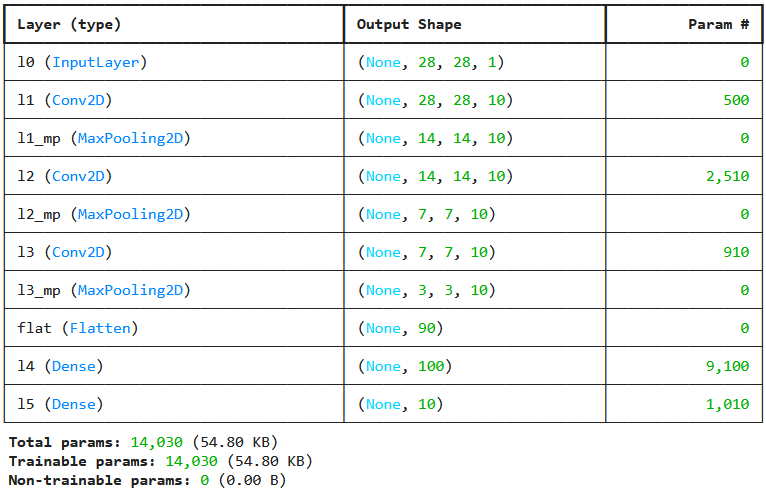 Layer (type) Output Shape Param #
l0 (InputLayer) (None, 28, 28, 1) 0
l1 (Conv2D) (None, 28, 28, 10) 500
l1_mp (MaxPooling2D) (None, 14, 14, 10) 0
l2 (Conv2D) (None, 14, 14, 10) 2,510
l2_mp (MaxPooling2D) (None, 7, 7, 10) 0
l3 (Conv2D) (None, 7, 7, 10) 910
l3_mp (MaxPooling2D) (None, 3, 3, 10) 0
flat (Flatten) (None, 90) 0
l4 (Dense) (None, 100) 9,100
l5 (Dense) (None, 10) 1,010
Total params: 14,030 (54.80 KB)
Trainable params: 14,030 (54.80 KB)
Non-trainable params: 0 (0.00 B)